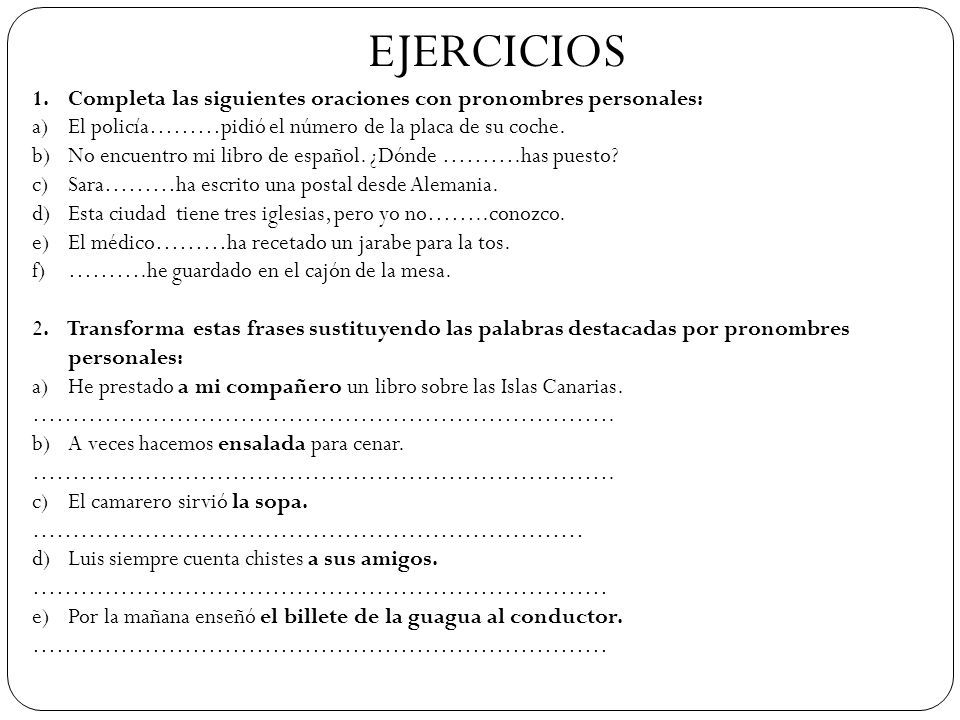 EJERCICIOS
1. Completa las siguientes oraciones con pronombres personales:
a) El policía………pidió el número de la placa de su coche.
b) No encuentro mi libro de español. ¿Dónde ……….has puesto?
c) Sara………ha escrito una postal desde Alemania.
d) Esta ciudad tiene tres iglesias, pero yo no……..conozco.
e) El médico………ha recetado un jarabe para la tos.
f) ……….he guardado en el cajón de la mesa.
2. Transforma estas frases sustituyendo las palabras destacadas por pronombres
personales:
a) He prestado a mi compañero un libro sobre las Islas Canarias.
……………………………………………………………….
b) A veces hacemos ensalada para cenar.
……………………………………………………………….
c) El camarero sirvió la sopa.
……………………………………………………………
d) Luis siempre cuenta chistes a sus amigos.
………………………………………………………………
e) Por la mañana enseñó el billete de la guagua al conductor.
………………………………………………………………